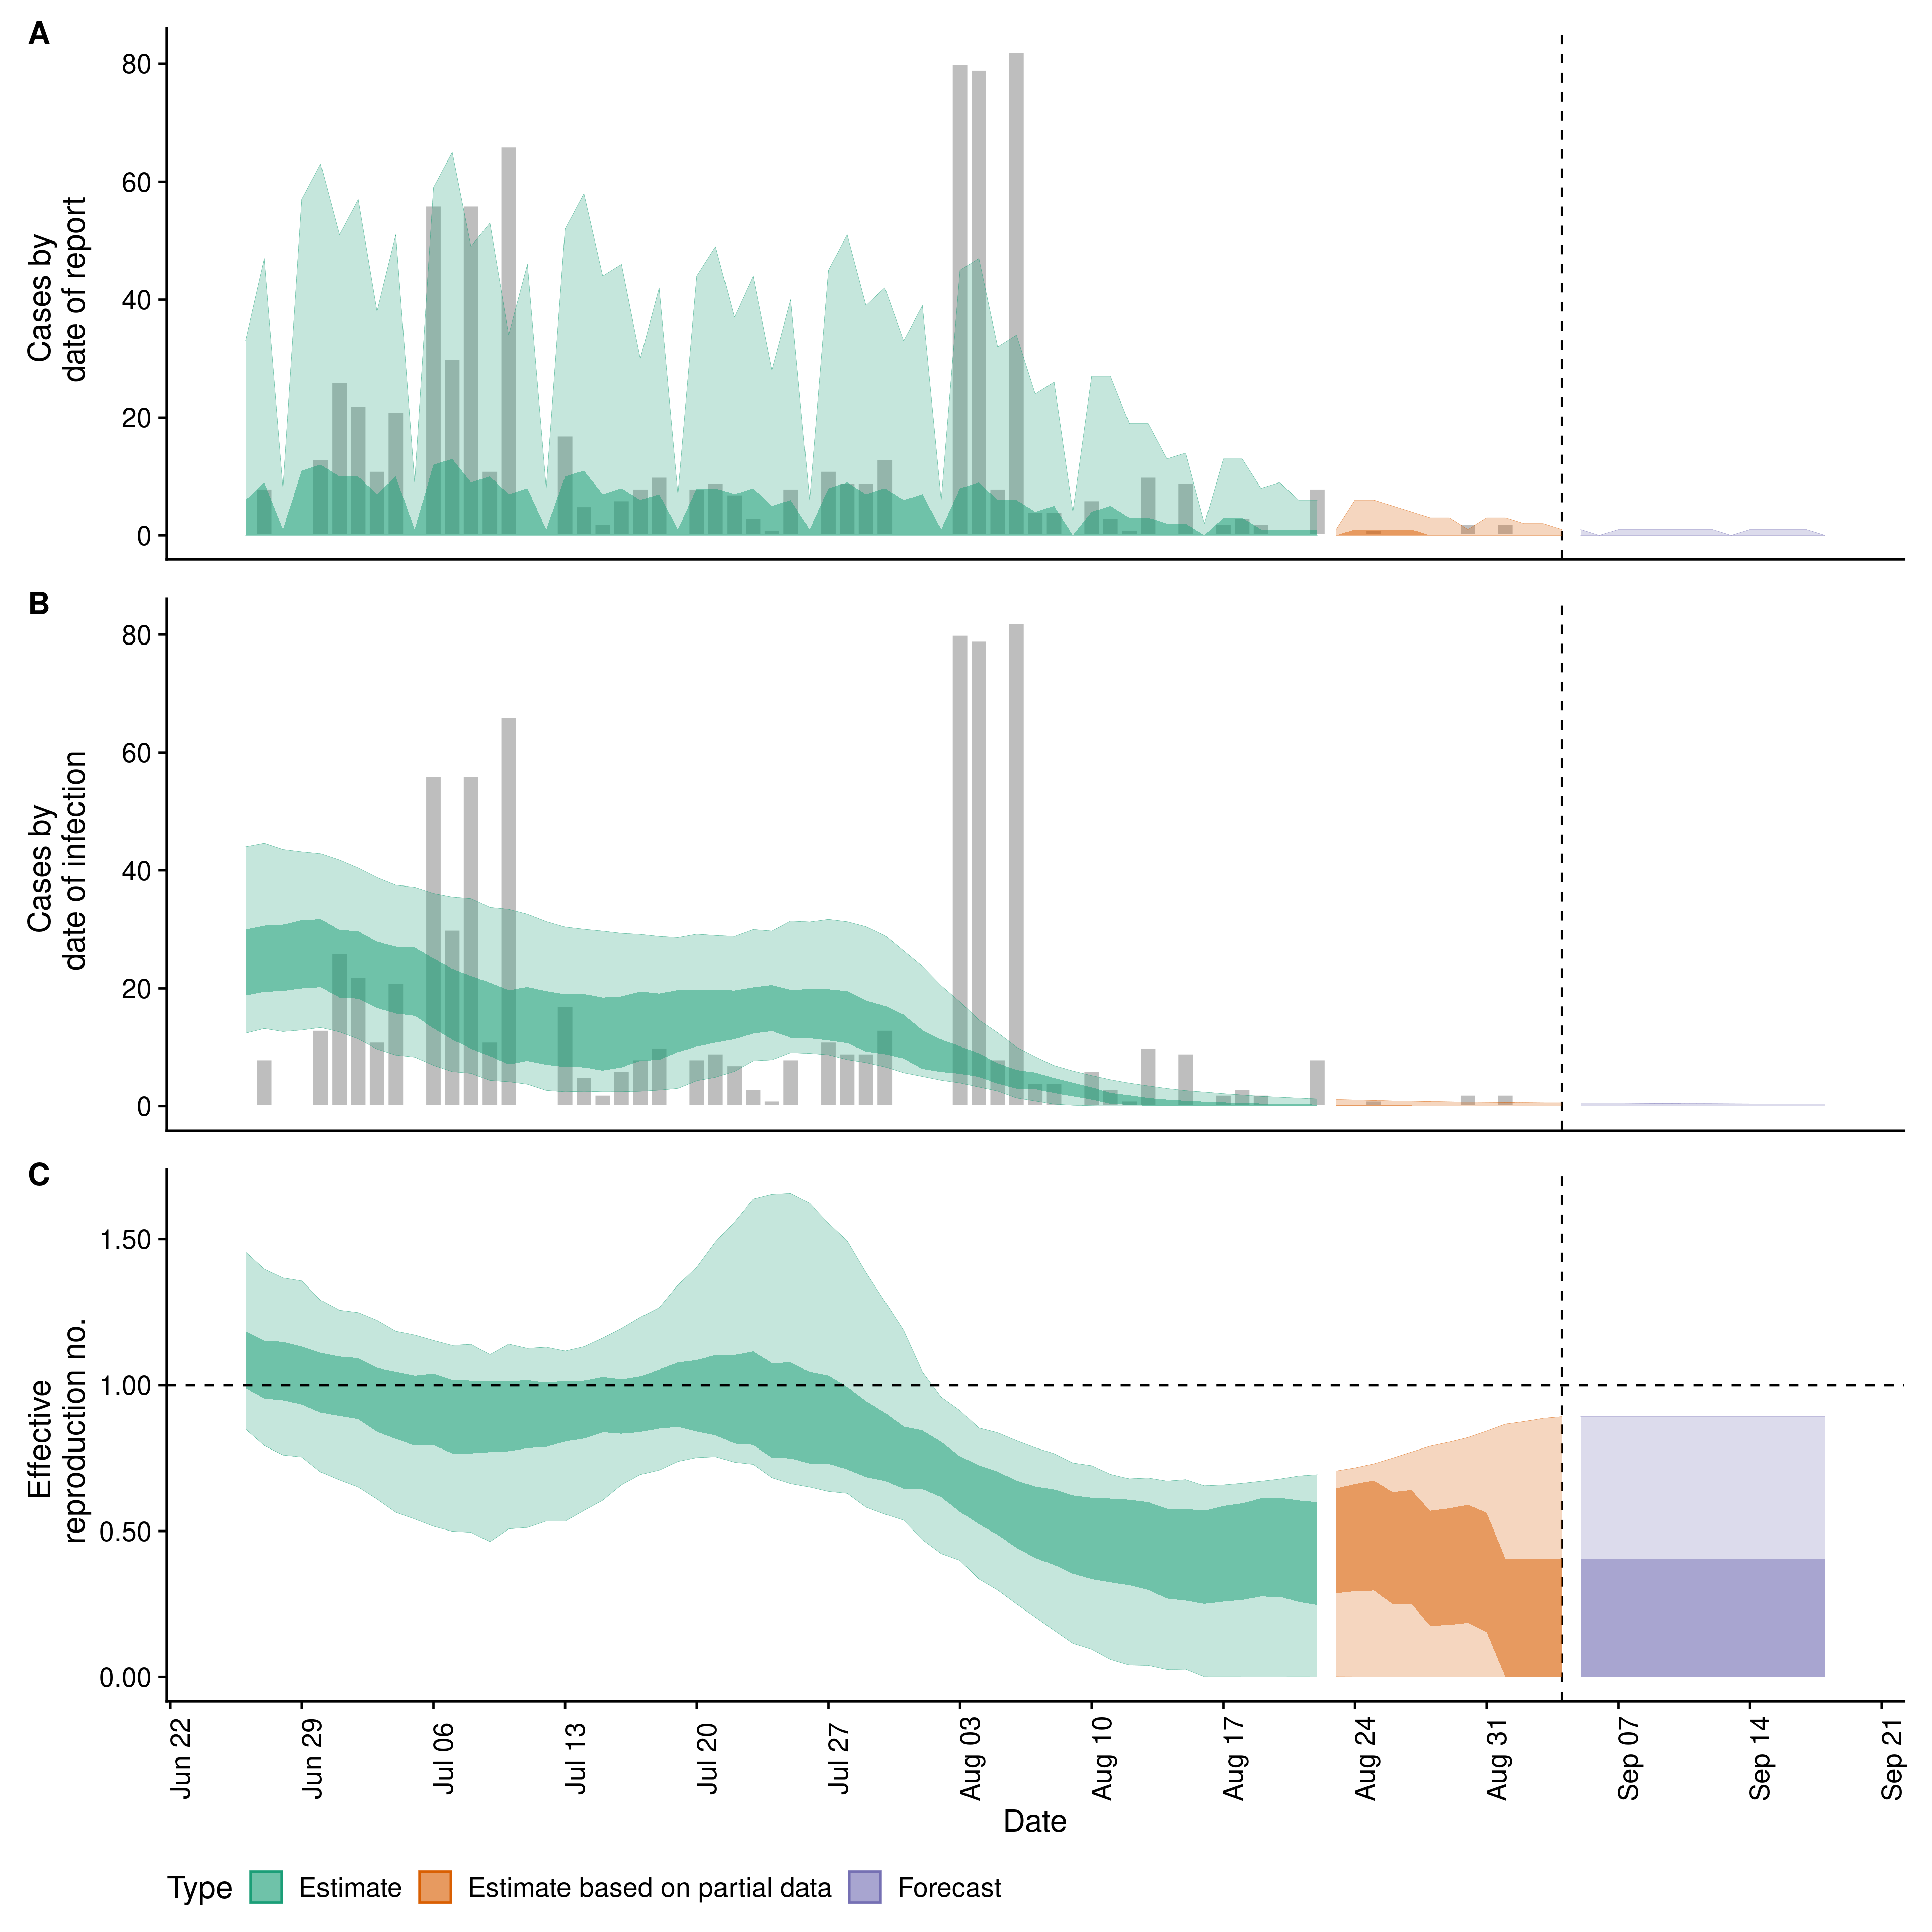 A
80
60
40
20
0
Cases by
date of report
B
80
60
40
20
0
Cases by
date of infection
C
1.50
1.00
0.50
0.00
Effective
reproduction no.
Jun 22
Jun 29
Jul 06
Jul 13
Jul 20
Jul 27
Aug 03
Aug 10
Aug 17
Aug 24
Aug 31
Sep 07
Sep 14
Sep 21
Date
Type Estimate Estimate based on partial data Forecast